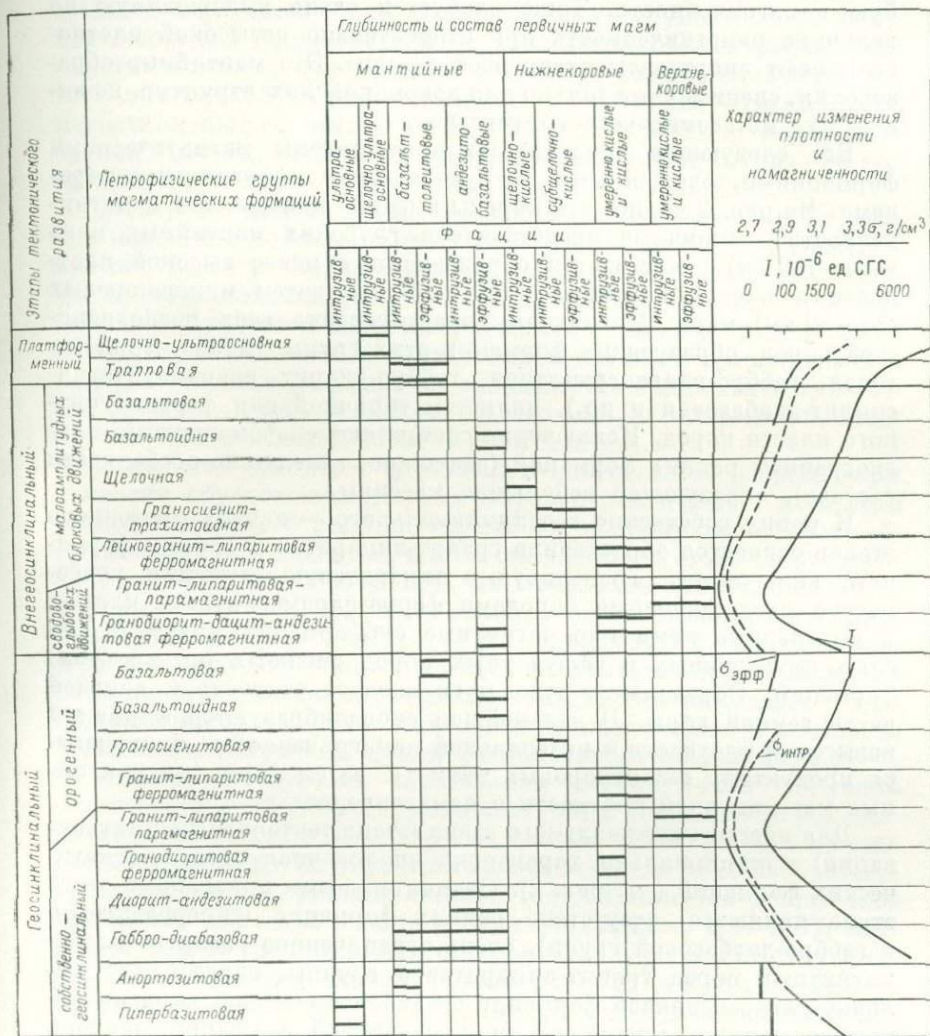 Глубинность и состав первичных магм
Мантийные
Нижнекоровые
Верхне-
коровые
Этапы тектонического
развития
Петрофизические группы
магматических формаций
ультра-
основные
щелочно-ультра-
основные
базальт-
толеитовые
андезито-
базальтовые
щелочно-
кислые
субщелочно-
кислые
умеренно кислые
и кислые
умереннокислые
и кислые
Фации
интрузив-
ные
эффузив-
ные
интрузив-
ные
эффузив-
ные
интрузив-
ные
эффузив-
ные
интрузив-
ные
интрузив-
ные
эффузив-
ные
интрузив-
ные
эффузив-
ные
интрузив-
ные
эффузив-
ные
Характер изменения
плотности
и
намагниченности
2,7 2,9 3,1 3,3σ, г/см³
I·10⁻⁶ ед СГС
0 100 1500 6000
Платфор-
менный
Щелочно-ультраосновная
Трапповая
Внегеосинклинальный
малоамплитудных
блоковых движений
Базальтовая
Базальтоидная
Щелочная
Граносиенит-
трахитоидная
Лейкогранит-липаритовая
ферромагнитная
сводово-
глыбовых
движений
Гранит-липаритовая-
парамагнитная
Гранодиорит-дацит-андези-
товая ферромагнитная
I
σэфф
Геосинклинальный
орогенный
Базальтовая
Базальтоидная
Граносиенитовая
σинтр
Гранит-липаритовая
ферромагнитная
Гранит-липаритовая
парамагнитная
собственно-
геосинклинальный
Гранодиоритовая
ферромагнитная
Диорит-андезитовая
Габбро-диабазовая
Анортозитовая
Гипербазитовая